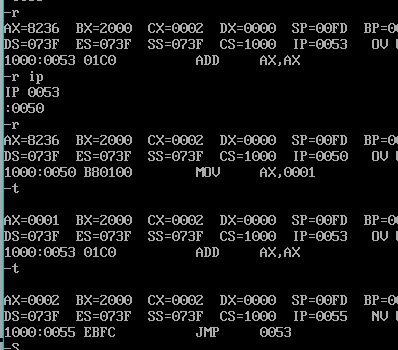 -r
AX=8236 BX=2000 CX=0002 DX=0000 SP=00FD BP=0
DS=073F ES=073F SS=073F CS=1000 IP=0053 OV U
1000:0053 01C0 ADD AX,AX
-r ip
IP 0053
:0050
-r
AX=8236 BX=2000 CX=0002 DX=0000 SP=00FD BP=0
DS=073F ES=073F SS=073F CS=1000 IP=0050 OV U
1000:0050 B80100 MOV AX,0001
-t
AX=0001 BX=2000 CX=0002 DX=0000 SP=00FD BP=0
DS=073F ES=073F SS=073F CS=1000 IP=0053 OV U
1000:0053 01C0 ADD AX,AX
-t
AX=0002 BX=2000 CX=0002 DX=0000 SP=00FD BP=0
DS=073F ES=073F SS=073F CS=1000 IP=0055 NV U
1000:0055 EBFC JMP 0053